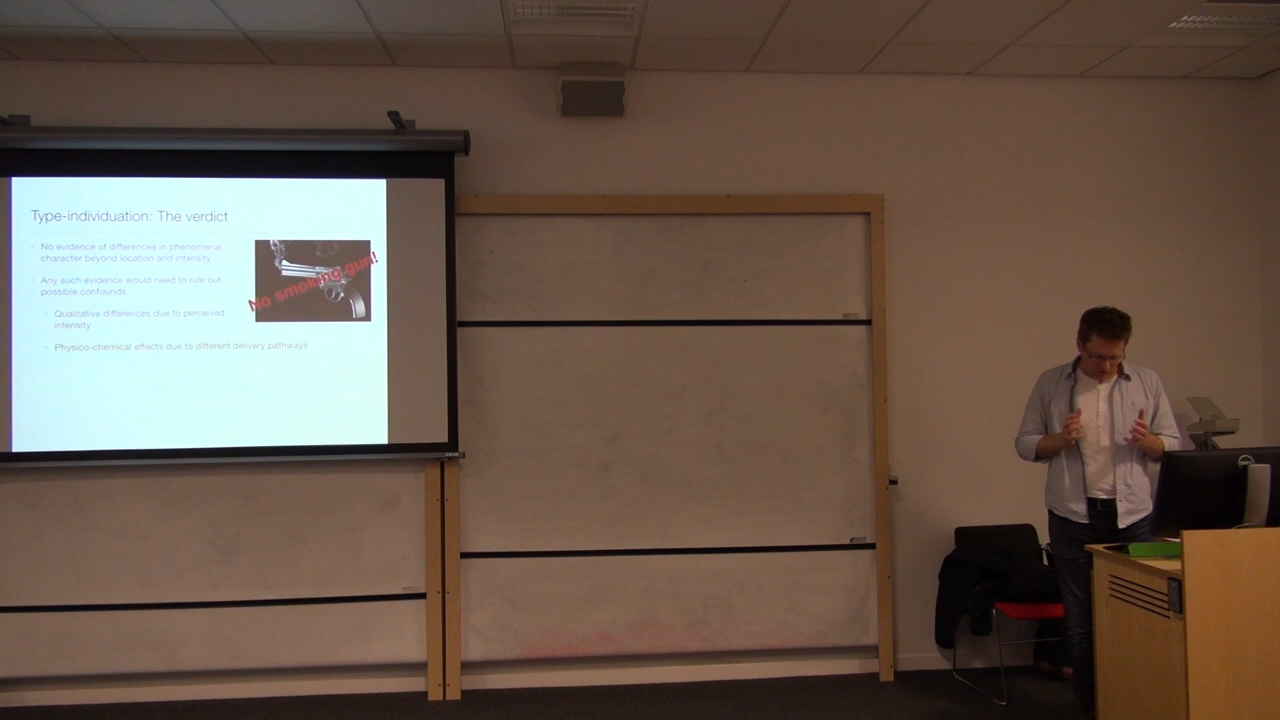 Type-individuation: The verdict
No evidence of differences in phenomenal
character beyond location and intensity
Any such evidence would need to rule out
possible confounds
Qualitative differences due to perceived
intensity
Physico-chemical effects due to different delivery pathways
No smoking gun!